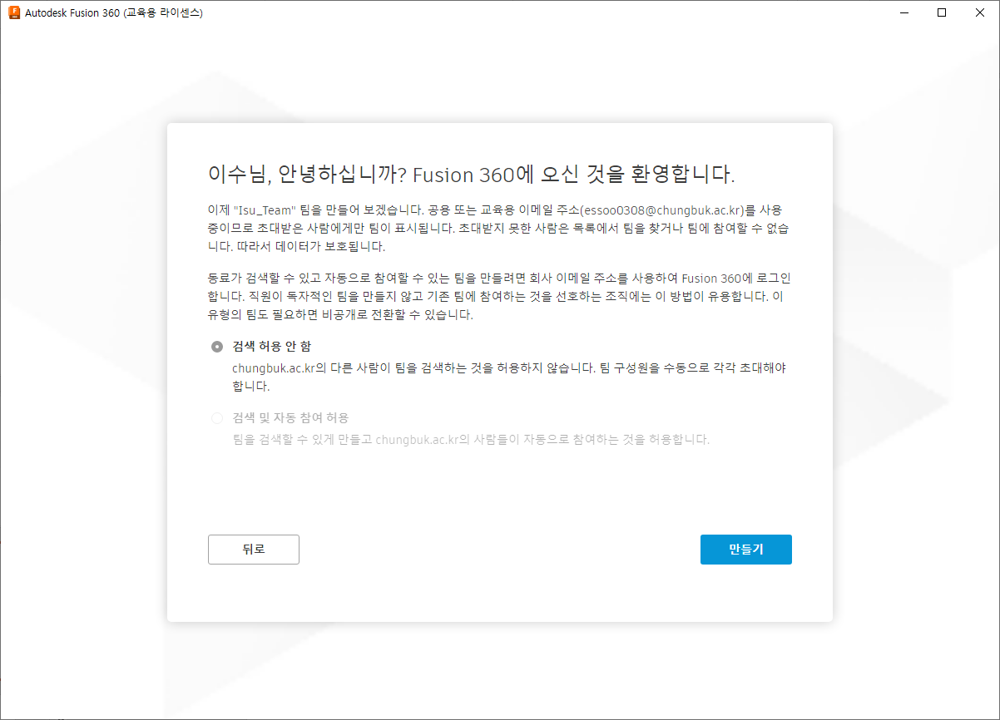 Autodesk Fusion 360 (교육용 라이센스)
이수님, 안녕하십니까? Fusion 360에 오신 것을 환영합니다.
이제 "Isu_Team" 팀을 만들어 보겠습니다. 공용 또는 교육용 이메일 주소(essoo0308@chungbuk.ac.kr)를 사용
중이므로 초대받은 사람에게만 팀이 표시됩니다. 초대받지 못한 사람은 목록에서 팀을 찾거나 팀에 참여할 수 없습
니다. 따라서 데이터가 보호됩니다.
동료가 검색할 수 있고 자동으로 참여할 수 있는 팀을 만들려면 회사 이메일 주소를 사용하여 Fusion 360에 로그인
합니다. 직원이 독자적인 팀을 만들지 않고 기존 팀에 참여하는 것을 선호하는 조직에는 이 방법이 유용합니다. 이
유형의 팀도 필요하면 비공개로 전환할 수 있습니다.
검색 허용 안 함
chungbuk.ac.kr의 다른 사람이 팀을 검색하는 것을 허용하지 않습니다. 팀 구성원을 수동으로 각각 초대해야
합니다.
검색 및 자동 참여 허용
팀을 검색할 수 있게 만들고 chungbuk.ac.kr의 사람들이 자동으로 참여하는 것을 허용합니다.
뒤로
만들기